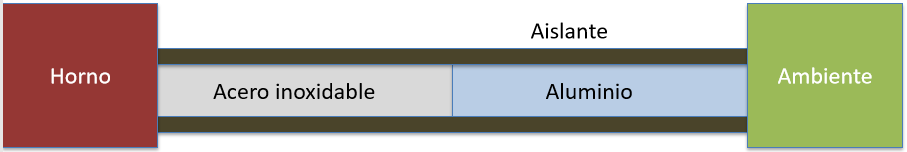 Aislante
Horno
Acero inoxidable
Aluminio
Ambiente